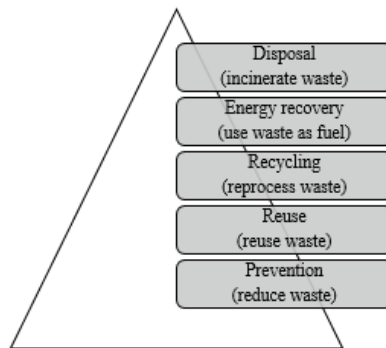 Disposal
(incinerate waste)
Energy recovery
(use waste as fuel)
Recycling
(reprocess waste)
Reuse
(reuse waste)
Prevention
(reduce waste)